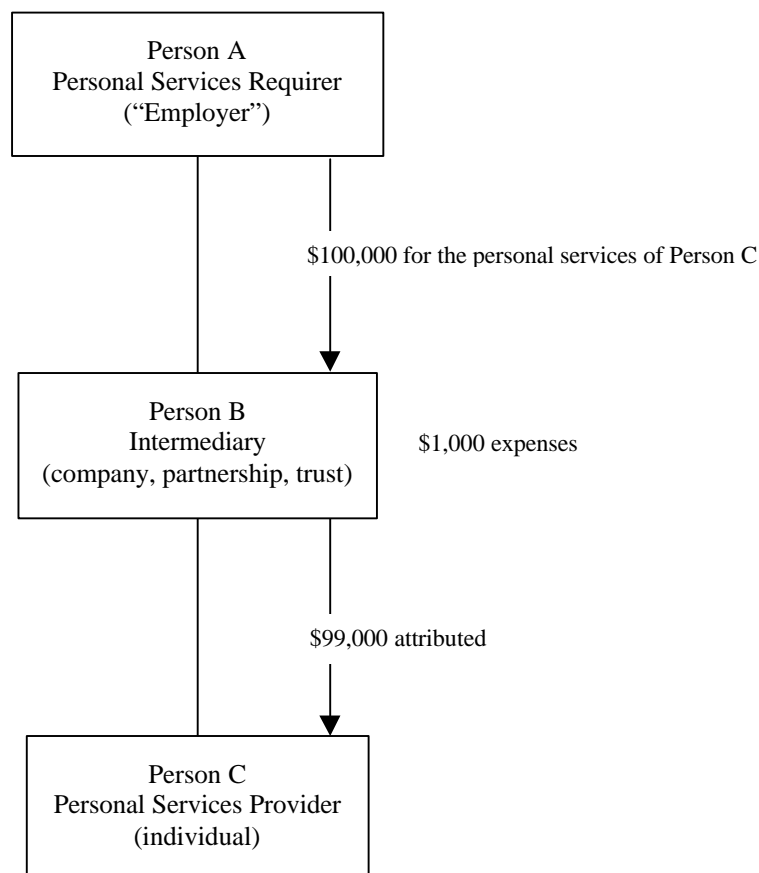 Person A
Personal Services Requirer
(“Employer”)
$100,000 for the personal services of Person C
Person B
Intermediary
(company, partnership, trust)
$1,000 expenses
$99,000 attributed
Person C
Personal Services Provider
(individual)